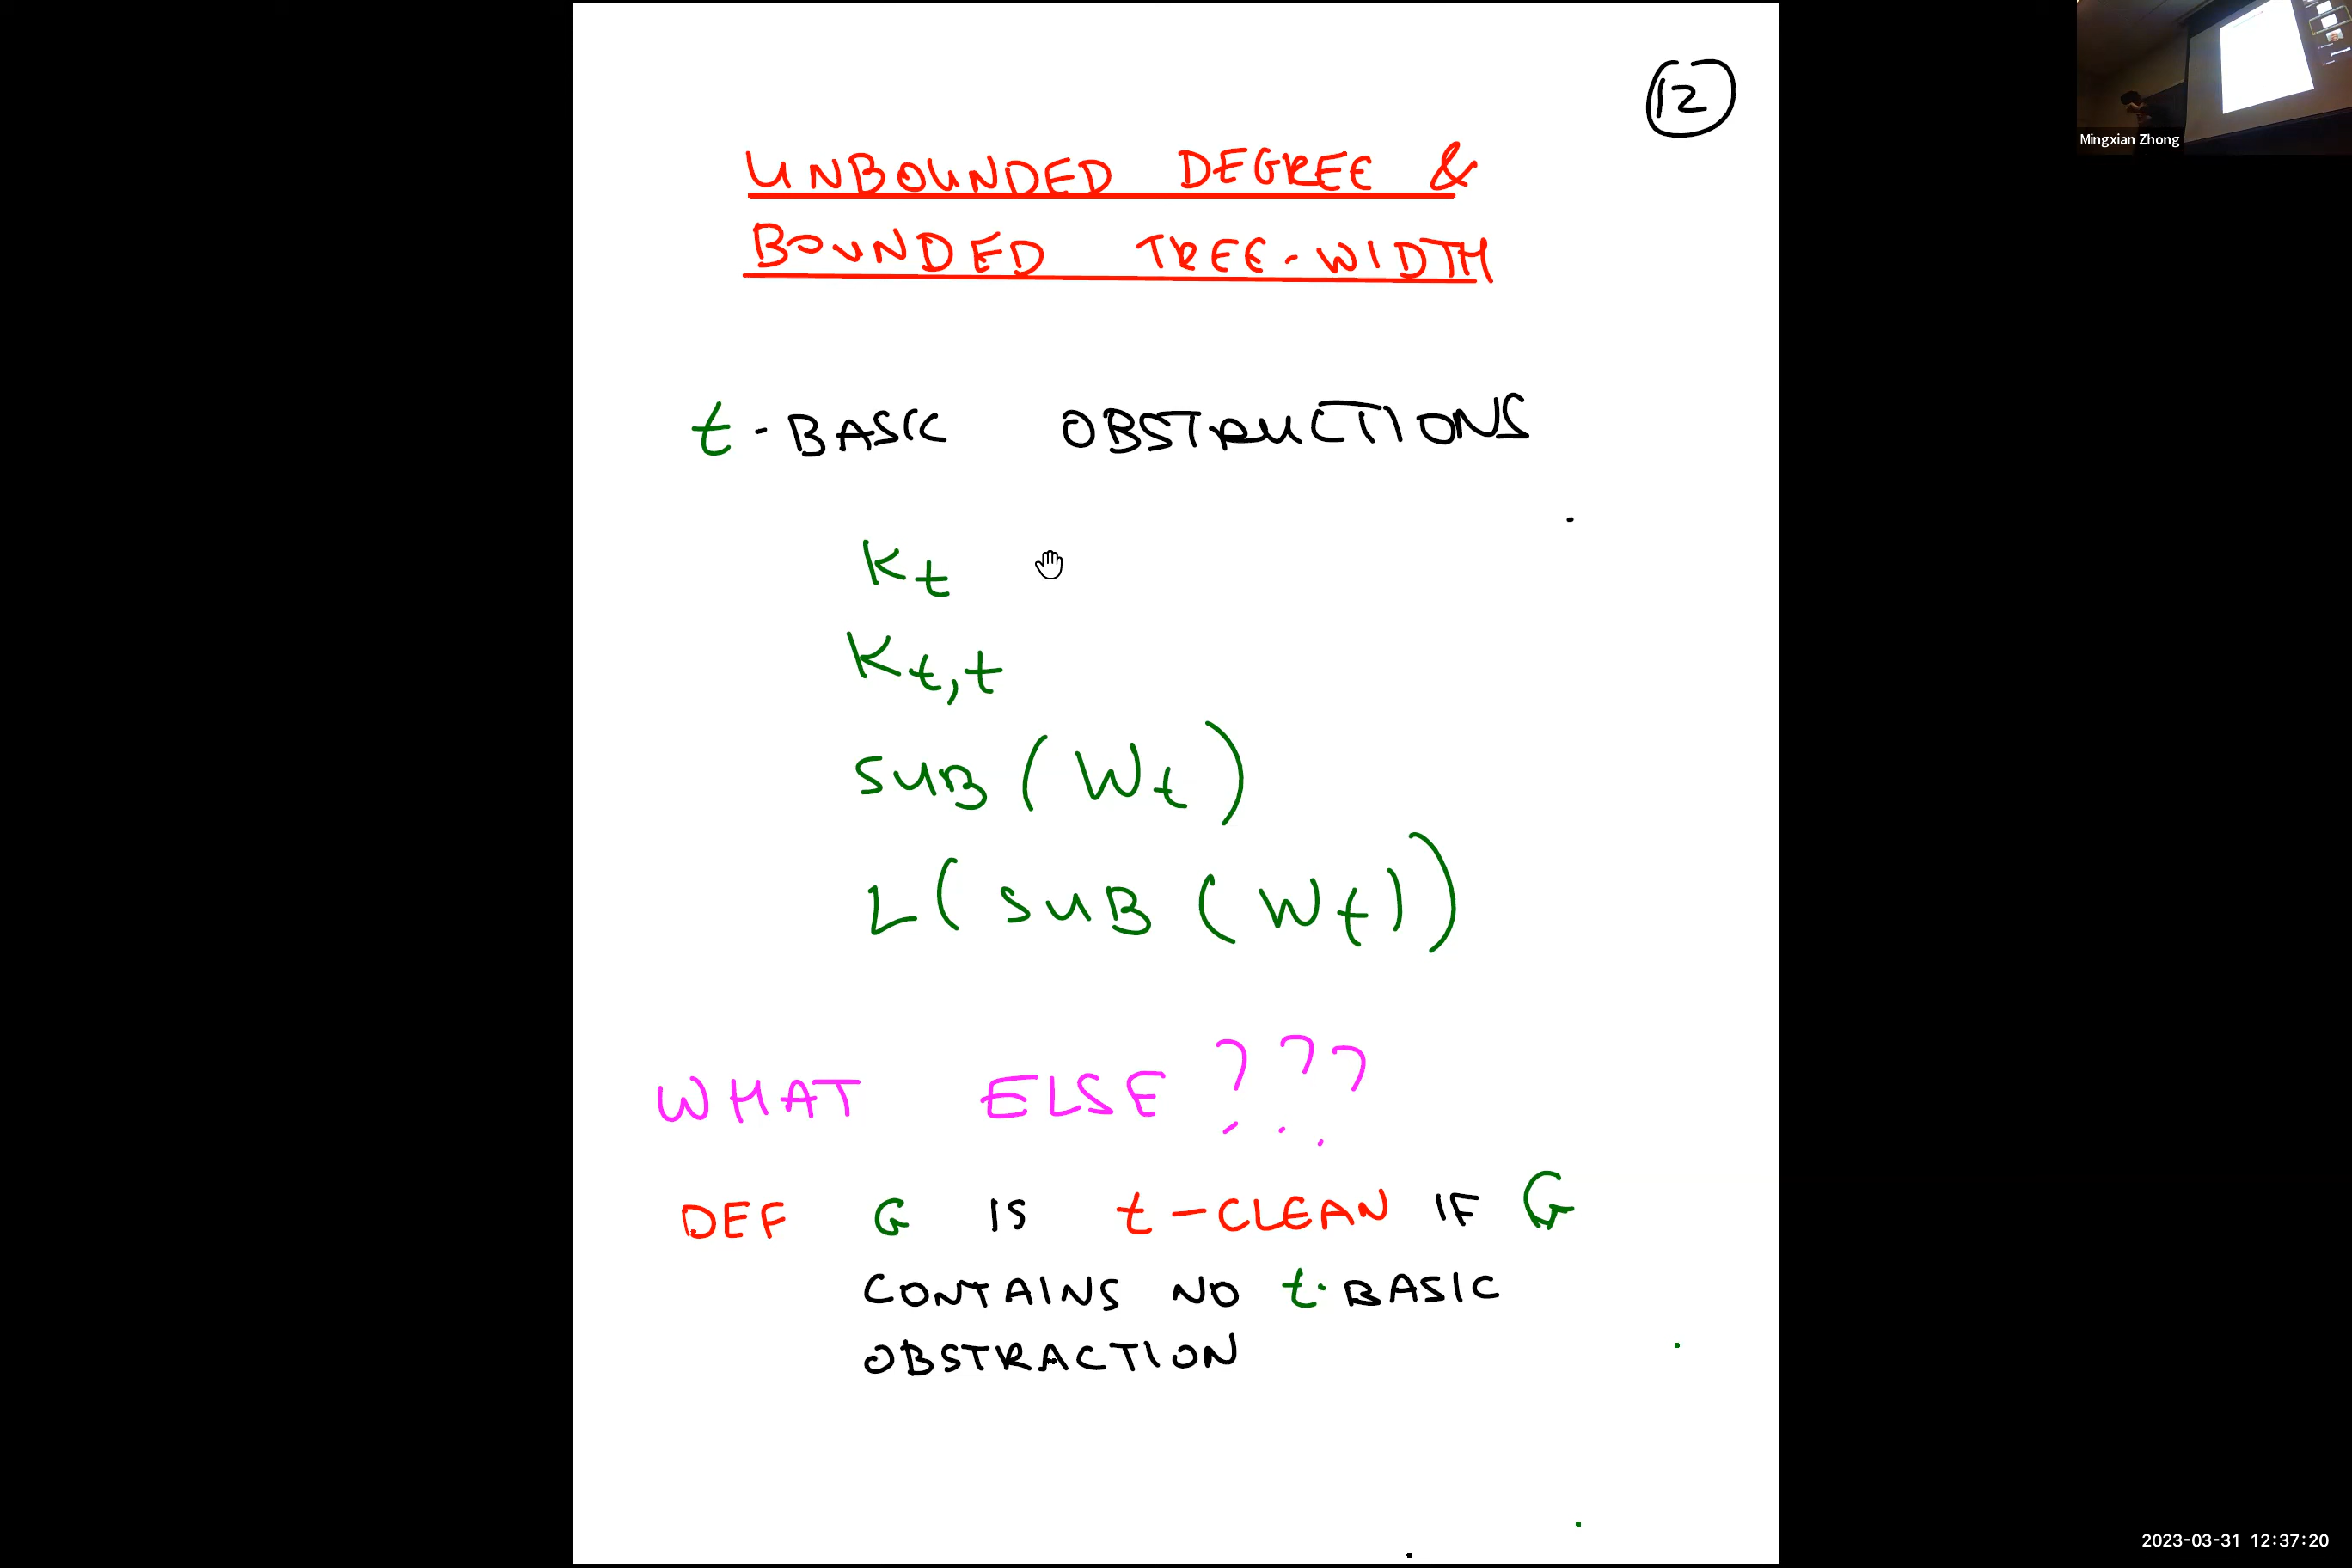 12
UNBOUNDED DEGREE &
BOUNDED TREE-WIDTH
t-BASIC OBSTRUCTIONS
Kt
Kt,t
SUB (Wt)
L(SUB (Wt))
WHAT ELSE ???
DEF G IS t-CLEAN IF G
CONTAINS NO t-BASIC
OBSTRACTION
Mingxian Zhong
2023-03-31 12:37:20